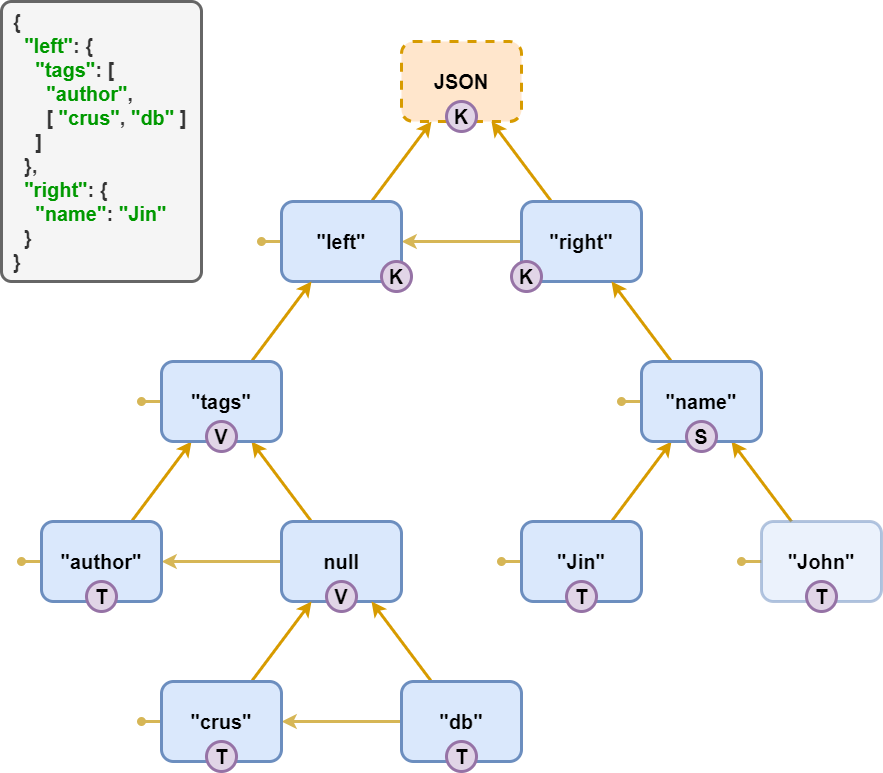 {
"left": {
"tags": [
"author",
[ "crus", "db" ]
]
},
"right": {
"name": "Jin"
}
}
JSON
K
"left"
K
"right"
K
"tags"
V
"name"
S
"author"
T
null
V
"Jin"
T
"John"
T
"crus"
T
"db"
T